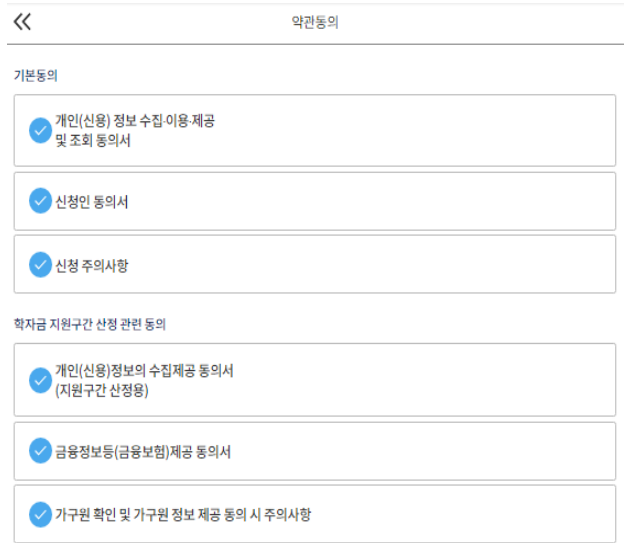 약관동의
기본동의
개인(신용) 정보 수집·이용·제공
및 조회 동의서
신청인 동의서
신청 주의사항
학자금 지원구간 산정 관련 동의
개인(신용)정보의 수집제공 동의서
(지원구간 산정용)
금융정보등(금융보험)제공 동의서
가구원 확인 및 가구원 정보 제공 동의 시 주의사항